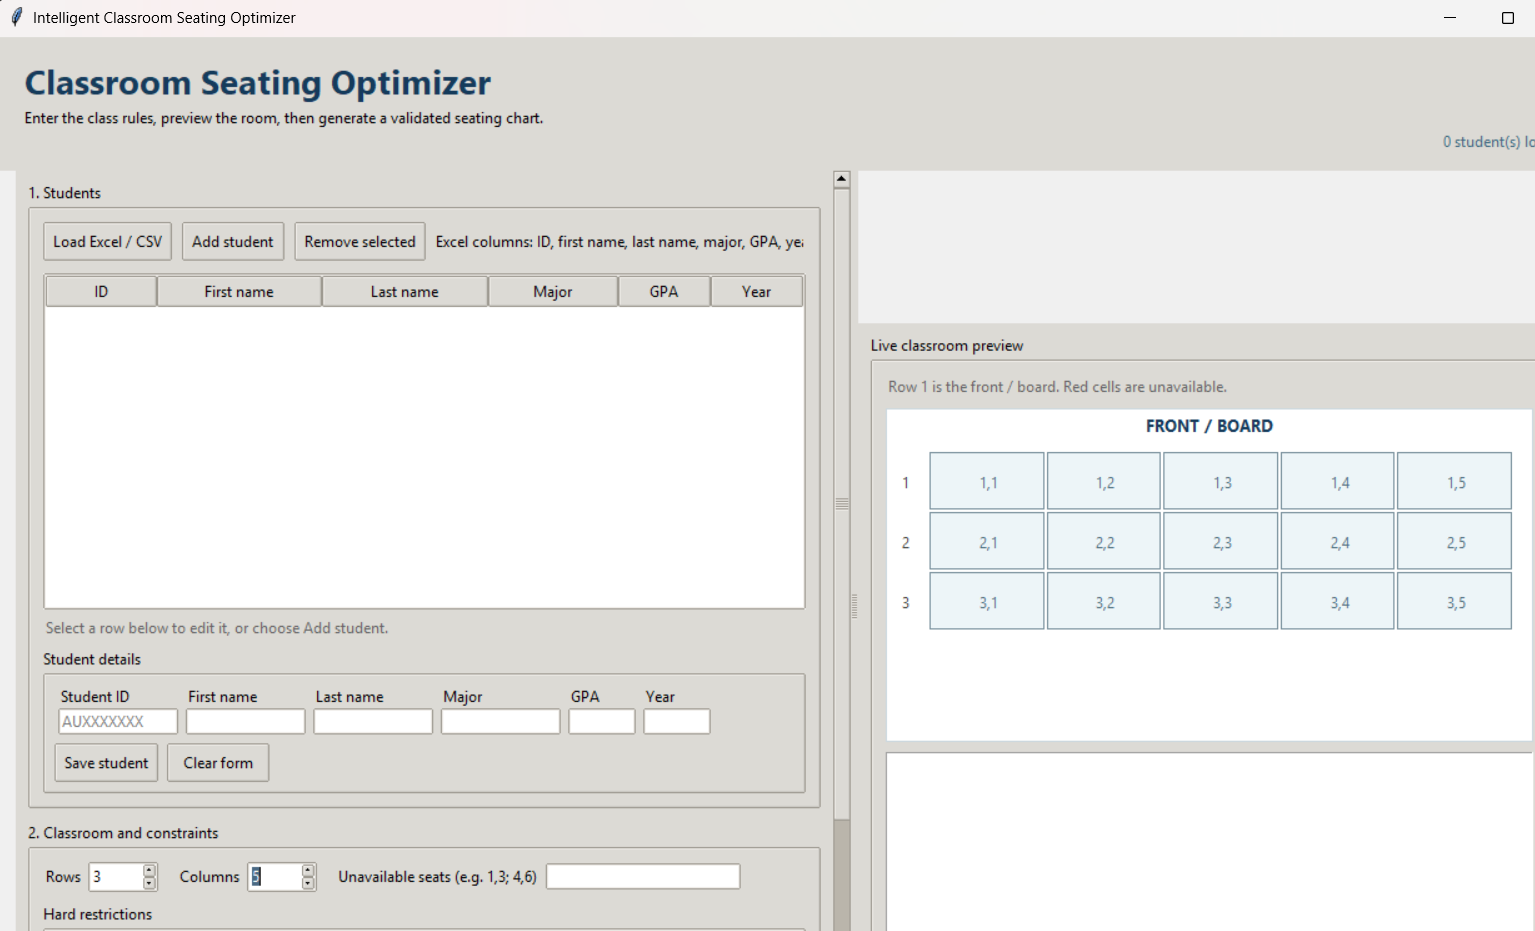 Intelligent Classroom Seating Optimizer
Classroom Seating Optimizer
Enter the class rules, preview the room, then generate a validated seating chart.
0 student(s) lo
1. Students
Load Excel / CSV Add student Remove selected Excel columns: ID, first name, last name, major, GPA, yea
ID First name Last name Major GPA Year
Select a row below to edit it, or choose Add student.
Student details
Student ID First name Last name Major GPA Year
AUXXXXXXX
Save student Clear form
2. Classroom and constraints
Rows 3 Columns 5 Unavailable seats (e.g. 1,3; 4,6)
Hard restrictions
Live classroom preview
Row 1 is the front / board. Red cells are unavailable.
FRONT / BOARD
1 1,1 1,2 1,3 1,4 1,5
2 2,1 2,2 2,3 2,4 2,5
3 3,1 3,2 3,3 3,4 3,5